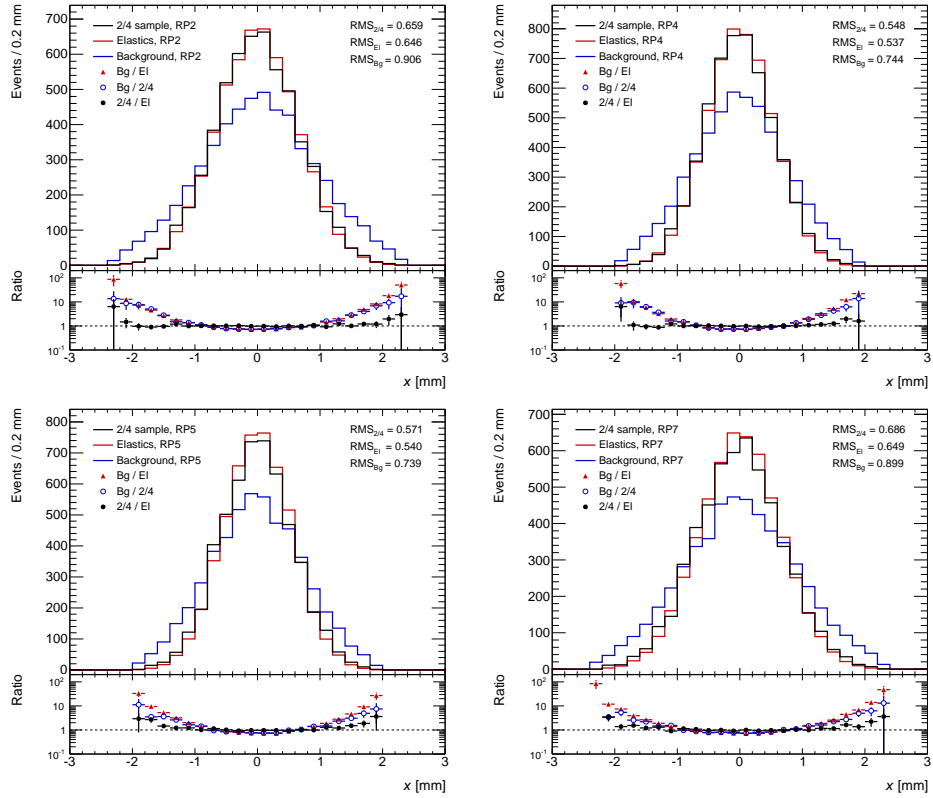 Events / 0.2 mm
700
600
500
400
300
200
100
0
2/4 sample, RP2
Elastics, RP2
Background, RP2
Bg / El
Bg / 2/4
2/4 / El
RMS2/4 = 0.659
RMSEl = 0.646
RMSBg = 0.906
Ratio
10²
10
1
10⁻¹
-3 -2 -1 0 1 2 3
x [mm]
Events / 0.2 mm
800
700
600
500
400
300
200
100
0
2/4 sample, RP4
Elastics, RP4
Background, RP4
Bg / El
Bg / 2/4
2/4 / El
RMS2/4 = 0.548
RMSEl = 0.537
RMSBg = 0.744
Ratio
10²
10
1
10⁻¹
-3 -2 -1 0 1 2 3
x [mm]
Events / 0.2 mm
800
700
600
500
400
300
200
100
0
2/4 sample, RP5
Elastics, RP5
Background, RP5
Bg / El
Bg / 2/4
2/4 / El
RMS2/4 = 0.571
RMSEl = 0.540
RMSBg = 0.739
Ratio
10²
10
1
10⁻¹
-3 -2 -1 0 1 2 3
x [mm]
Events / 0.2 mm
700
600
500
400
300
200
100
0
2/4 sample, RP7
Elastics, RP7
Background, RP7
Bg / El
Bg / 2/4
2/4 / El
RMS2/4 = 0.686
RMSEl = 0.649
RMSBg = 0.899
Ratio
10²
10
1
10⁻¹
-3 -2 -1 0 1 2 3
x [mm]